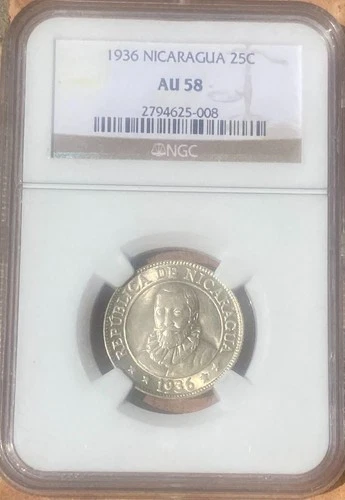 1936 NICARAGUA 25C
AU 58
2794625-008
NGC
REPUBLICA DE NICARAGUA
1936